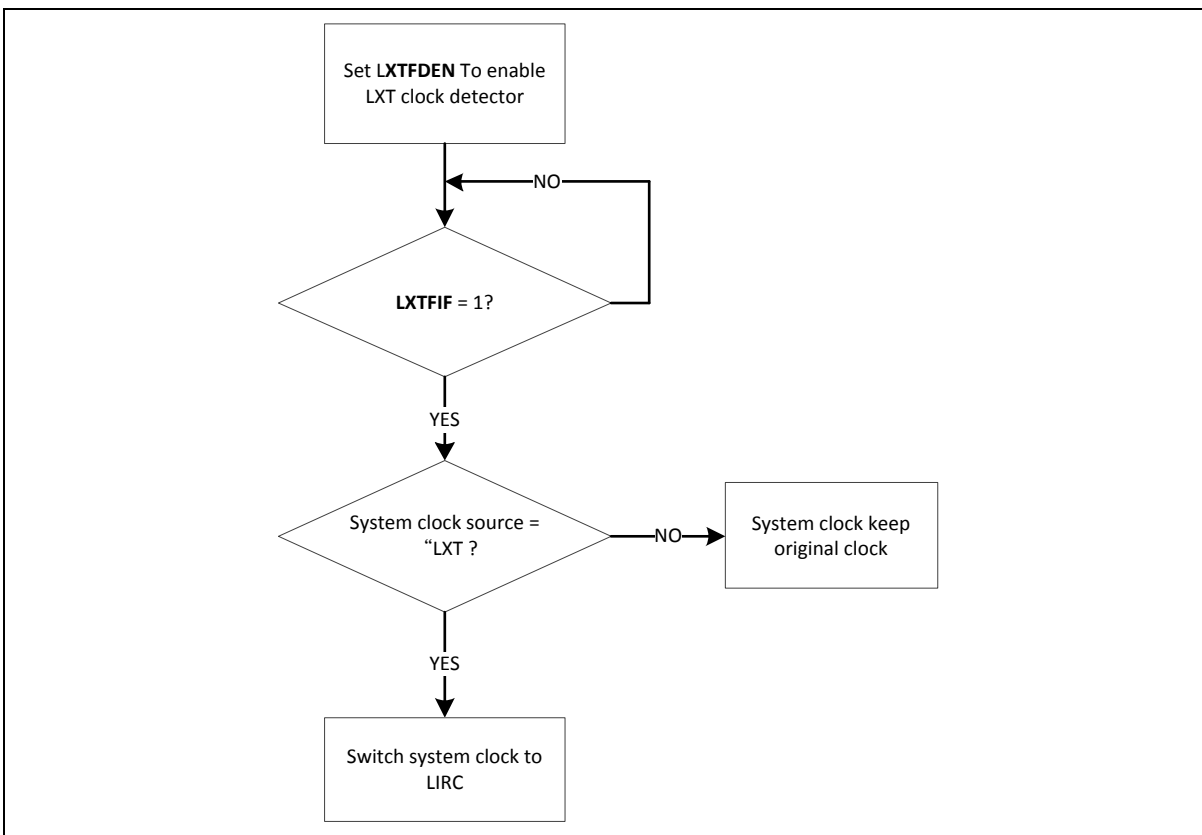 Set LXTFDEN To enable
LXT clock detector
NO
LXTFIF = 1?
YES
System clock source =
“LXT ?
NO
System clock keep
original clock
YES
Switch system clock to
LIRC